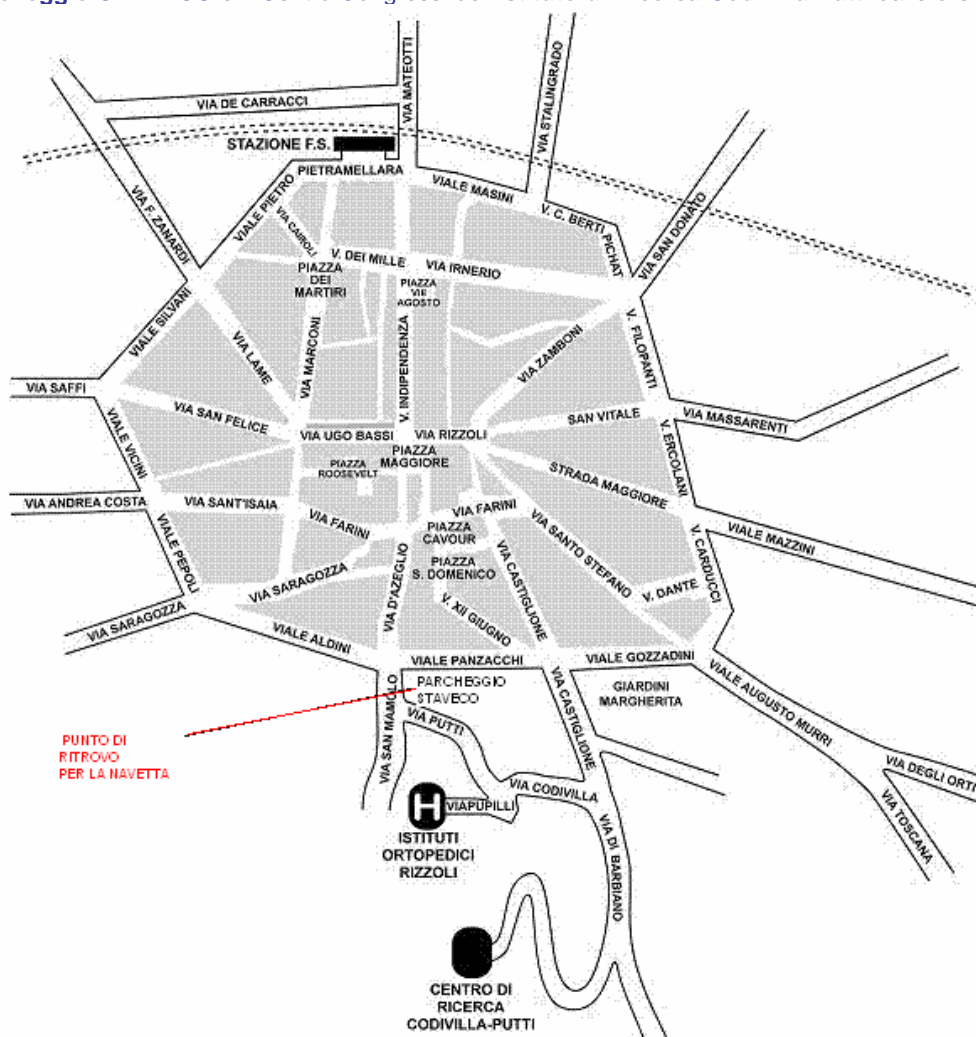 VIA DE CARRACCI
VIA MATEOTTI
VIA STALINGRADO
STAZIONE F.S.
VIA F. ZANARDI
VIALE PIETRO
PIETRAMELLARA
VIALE MASINI
V. C. BERTI
PICHAT
VIA SAN DONATO
VIA CAIROLI
V. DEI MILLE
VIA IRNERIO
PIAZZA
DEI
MARTIRI
PIAZZA
VIII
AGOSTO
VIALE SILVANI
VIA LAME
VIA MARCONI
V. INDIPENDENZA
VIA ZAMBONI
V. FILOPANTI
VIA SAFFI
VIA SAN FELICE
SAN VITALE
VIA MASSARENTI
VIALE VICINI
VIA UGO BASSI
VIA RIZZOLI
V. ERCOLANI
PIAZZA
MAGGIORE
PIAZZA
ROOSEVELT
STRADA MAGGIORE
VIA ANDREA COSTA
VIA SANT'ISAIA
VIA FARINI
VIA FARINI
PIAZZA
CAVOUR
VIA SANTO STEFANO
VIALE MAZZINI
VIALE PEPOLI
V. CARDUCCI
VIA SARAGOZZA
VIA SARAGOZZA
VIA D'AZEGLIO
PIAZZA
S. DOMENICO
VIA CASTIGLIONE
V. DANTE
V. XII GIUGNO
VIALE ALDINI
VIALE PANZACCHI
VIALE GOZZADINI
VIALE AUGUSTO MURRI
PARCHEGGIO
STAVECO
GIARDINI
MARGHERITA
VIA SAN MAMOLO
VIA PUTTI
VIA CASTIGLIONE
PUNTO DI
RITROVO
PER LA NAVETTA
VIA DEGLI ORTI
VIA TOSCANA
VIA CODIVILLA
H
VIAPUPILLI
ISTITUTI
ORTOPEDICI
RIZZOLI
VIA DI BARBIANO
CENTRO DI
RICERCA
CODIVILLA-PUTTI